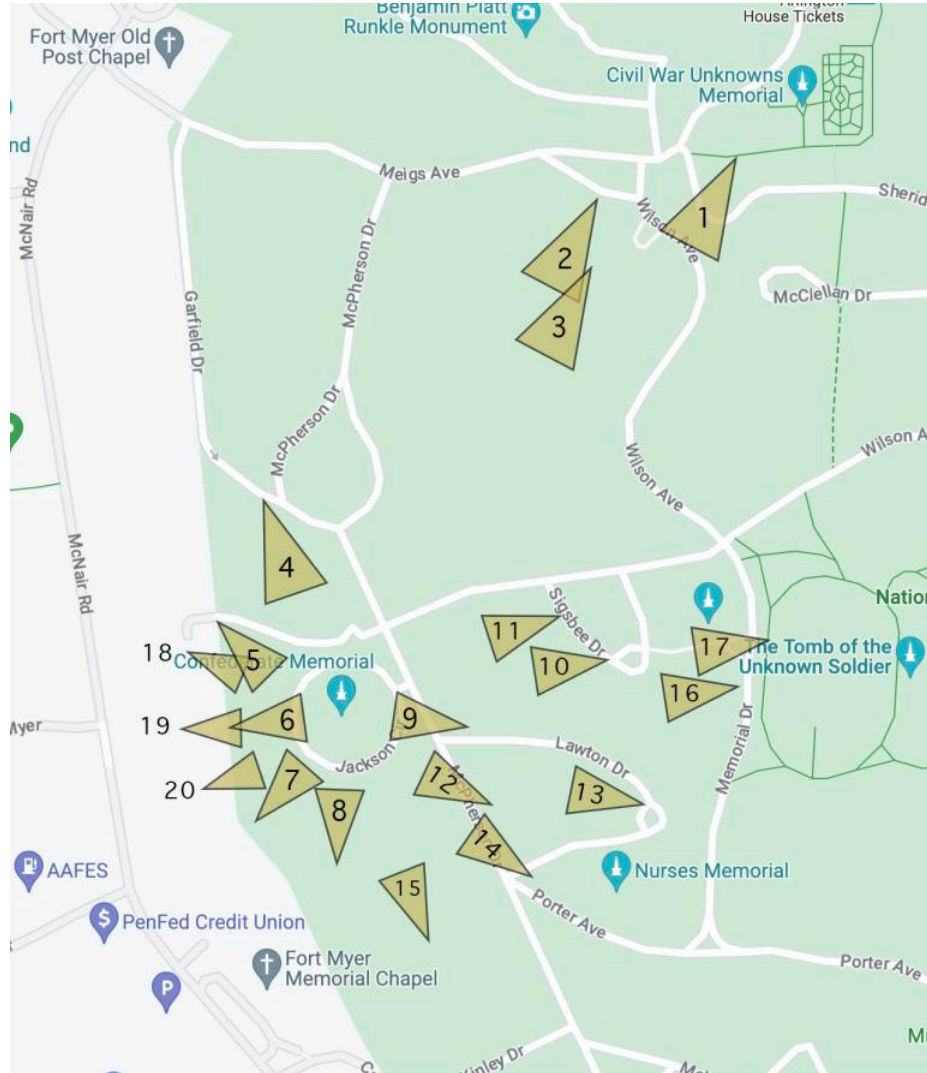 Benjamin Platt
Runkle Monument
House Tickets
Fort Myer Old
Post Chapel
Civil War Unknowns
Memorial
nd
McNair Rd
Meigs Ave
Sherid
1
Wilson Ave
2
McPherson Dr
McClellan Dr
Garfield Dr
3
McPherson Dr
Wilson A
Wilson Ave
McNair Rd
4
Natio
Sigsbee Dr
11
17
The Tomb of the
Unknown Soldier
18
5
Confederate Memorial
10
16
Myer
19
6
9
Jackson Cir
Lawton Dr
Memorial Dr
20
7
12
McPherson Dr
13
8
14
AAFES
Nurses Memorial
15
PenFed Credit Union
Porter Ave
Fort Myer
Memorial Chapel
Porter Ave
P
Mi